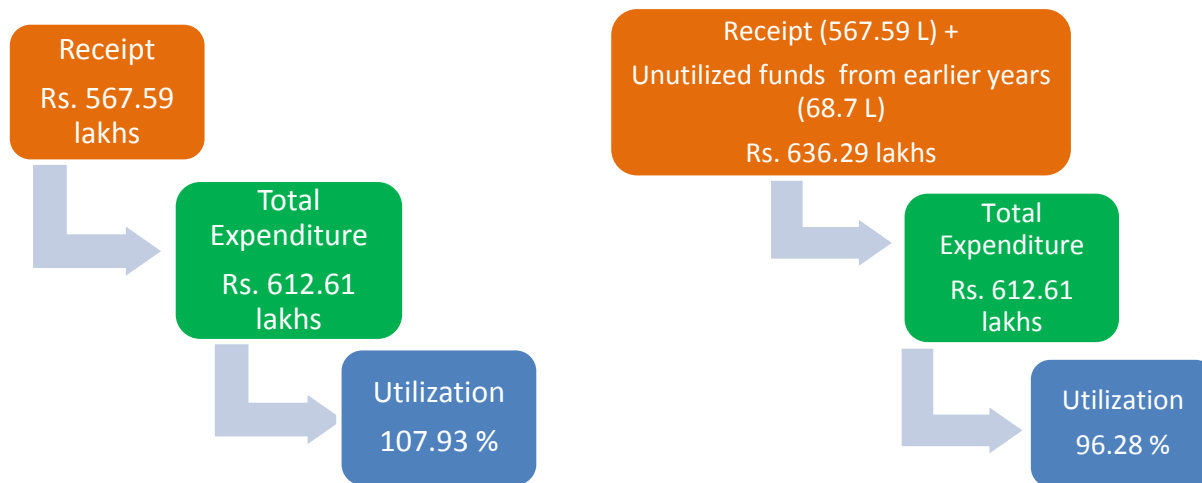 Receipt
Rs. 567.59
lakhs
Total
Expenditure
Rs. 612.61
lakhs
Utilization
107.93 %
Receipt (567.59 L) +
Unutilized funds from earlier years
(68.7 L)
Rs. 636.29 lakhs
Total
Expenditure
Rs. 612.61
lakhs
Utilization
96.28 %